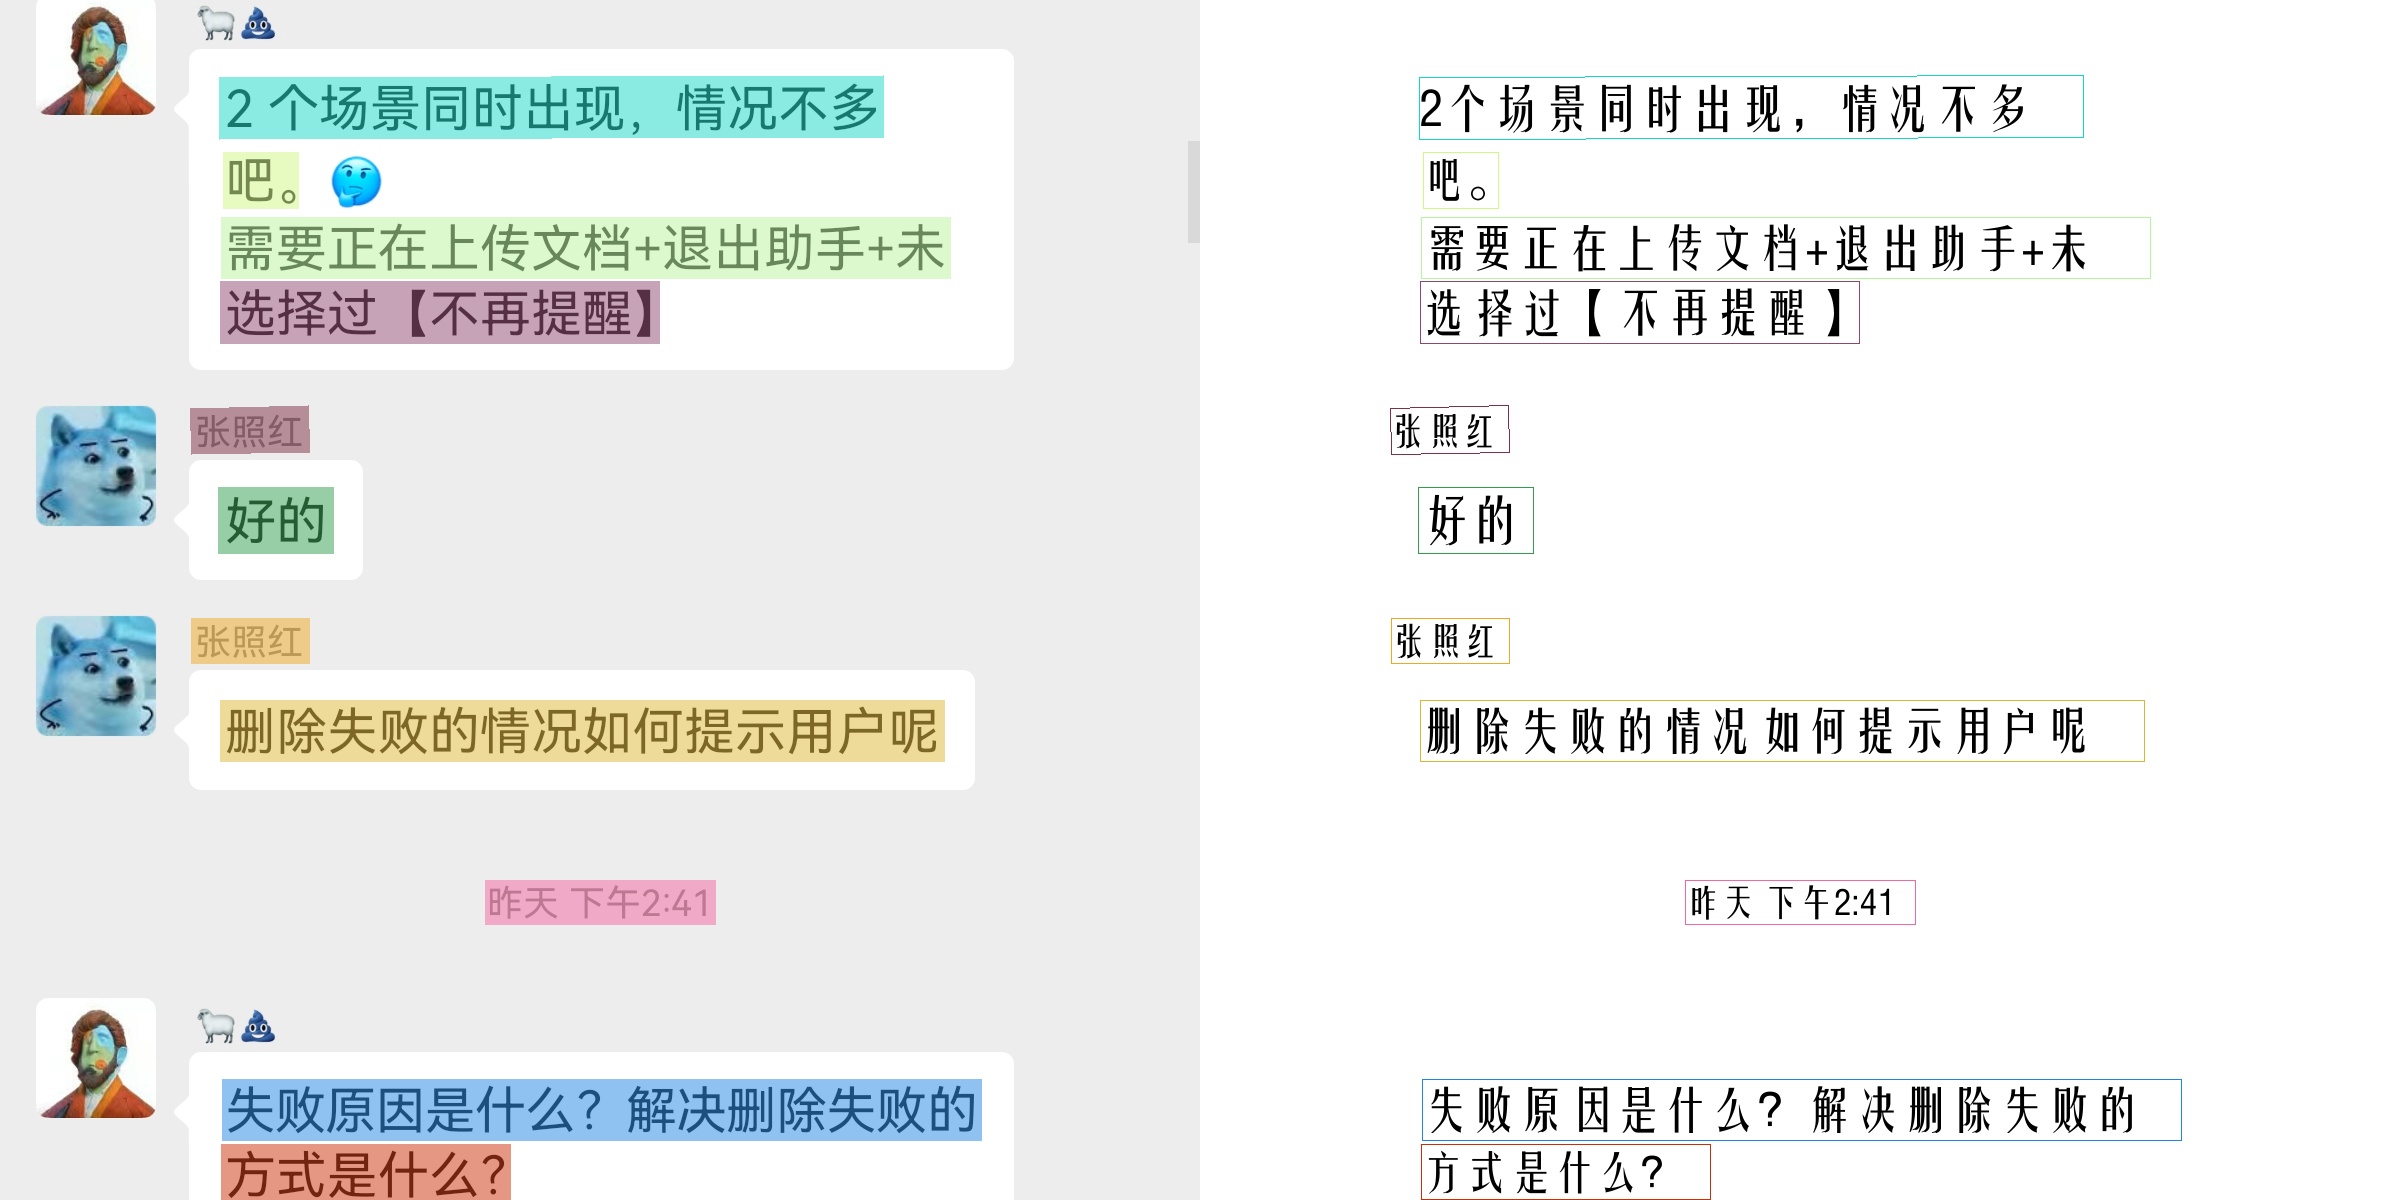 🐑💩
2 个场景同时出现，情况不多
吧。🤔
需要正在上传文档+退出助手+未
选择过【不再提醒】
张照红
好的
张照红
删除失败的情况如何提示用户呢
昨天 下午2:41
🐑💩
失败原因是什么？解决删除失败的
方式是什么？
2个场景同时出现，情况不多
吧。
需要正在上传文档+退出助手+未
选择过【不再提醒】
张照红
好的
张照红
删除失败的情况如何提示用户呢
昨天 下午2:41
失败原因是什么？解决删除失败的
方式是什么？